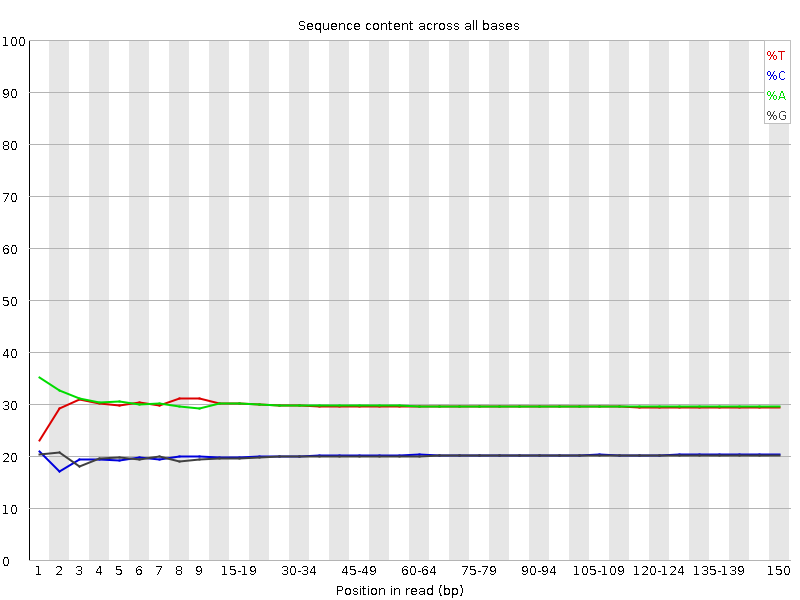 Sequence content across all bases
100
90
80
70
60
50
40
30
20
10
0
%T
%C
%A
%G
1 2 3 4 5 6 7 8 9 15-19 30-34 45-49 60-64 75-79 90-94 105-109 120-124 135-139 150
Position in read (bp)